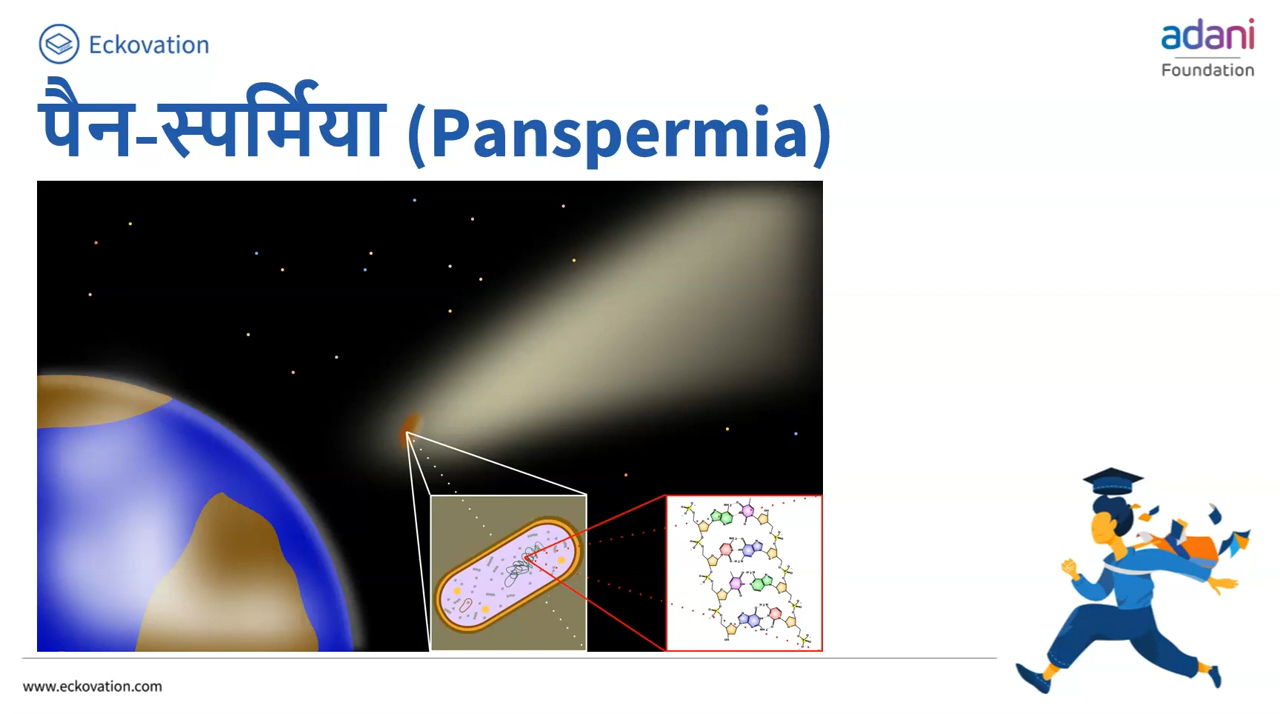 Eckovation
adani
Foundation
पैन-स्पर्मिया (Panspermia)
www.eckovation.com